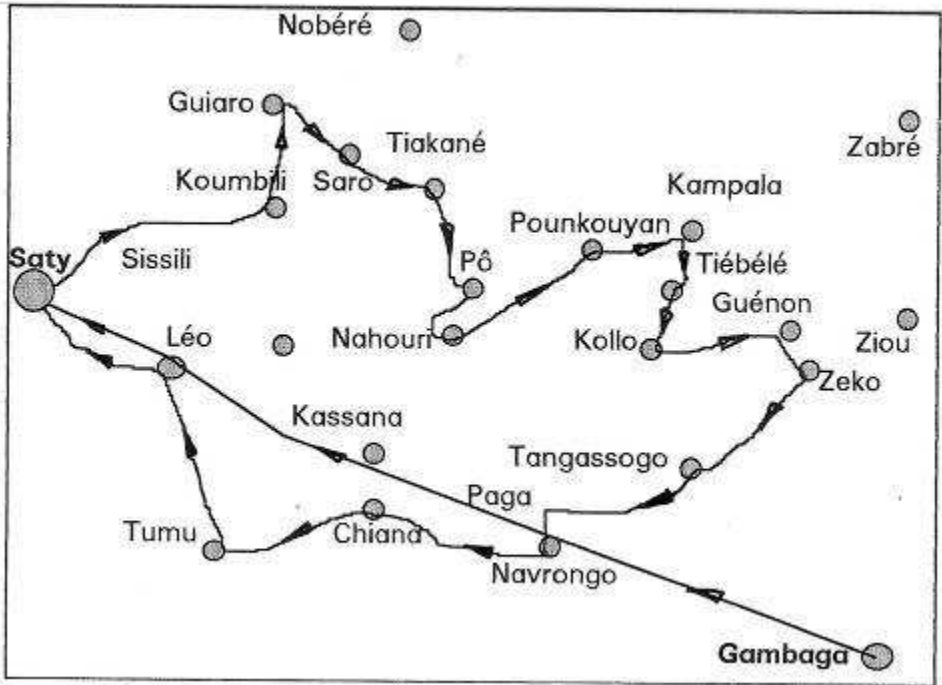 Nobéré
Guiaro
Tiakané
Zabré
Koumbili
Saro
Kampala
Pounkouyan
Saty
Sissili
Pô
Tiébélé
Guénon
Léo
Nahouri
Kollo
Ziou
Zeko
Kassana
Tangassogo
Paga
Tumu
Chiana
Navrongo
Gambaga